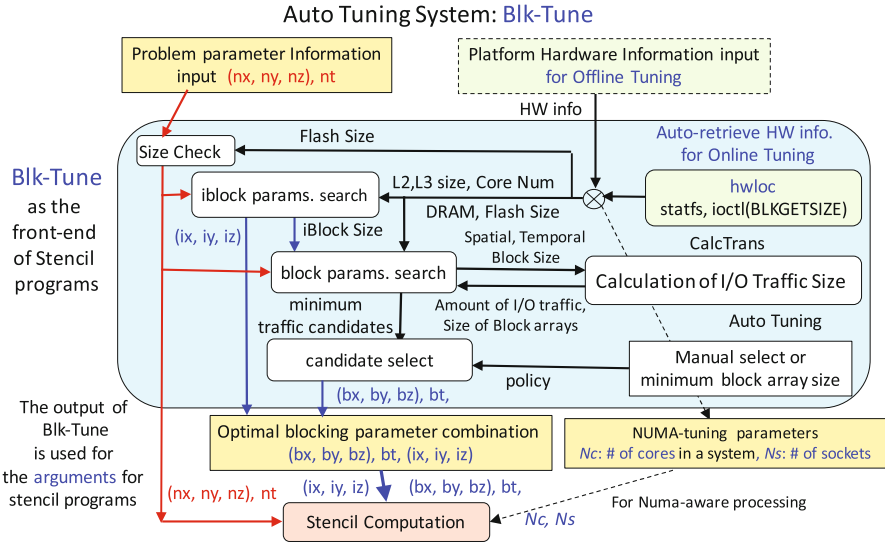 Auto Tuning System: Blk-Tune
Problem parameter Information
input (nx, ny, nz), nt
Platform Hardware Information input
for Offline Tuning
HW info
Flash Size
Auto-retrieve HW info.
for Online Tuning
Size Check
Blk-Tune
as the
front-end
of Stencil
programs
iblock params. search
L2,L3 size, Core Num
DRAM, Flash Size
hwloc
statfs, ioctl(BLKGETSIZE)
(ix, iy, iz)
iBlock Size
Spatial, Temporal
Block Size
CalcTrans
block params. search
Calculation of I/O Traffic Size
minimum
traffic candidates
Amount of I/O traffic,
Size of Block arrays
Auto Tuning
candidate select
policy
Manual select or
minimum block array size
(bx, by, bz), bt,
The output of
Blk-Tune
is used for
the arguments for
stencil programs
Optimal blocking parameter combination
(bx, by, bz), bt, (ix, iy, iz)
NUMA-tuning parameters
Nc: # of cores in a system, Ns: # of sockets
(nx, ny, nz), nt
(ix, iy, iz)
(bx, by, bz), bt,
For Numa-aware processing
Stencil Computation
Nc, Ns